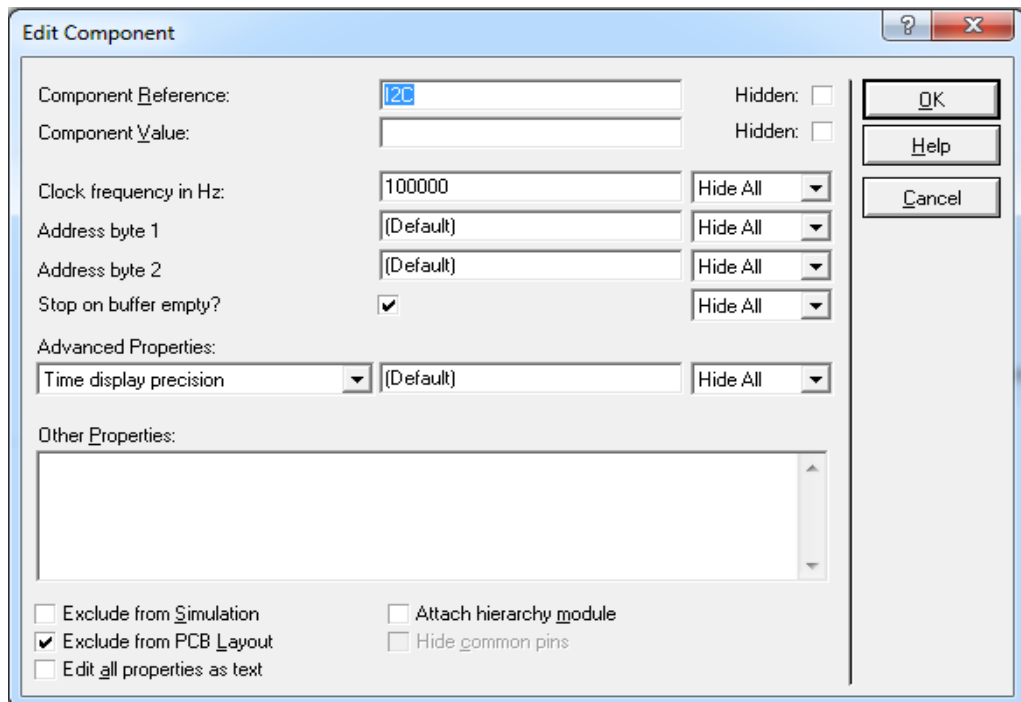 Edit Component
Component Reference: I2C Hidden:
Component Value: Hidden:
Clock frequency in Hz: 100000 Hide All
Address byte 1 (Default) Hide All
Address byte 2 (Default) Hide All
Stop on buffer empty? Hide All
Advanced Properties:
Time display precision (Default) Hide All
Other Properties:
Exclude from Simulation Attach hierarchy module
Exclude from PCB Layout Hide common pins
Edit all properties as text
OK
Help
Cancel